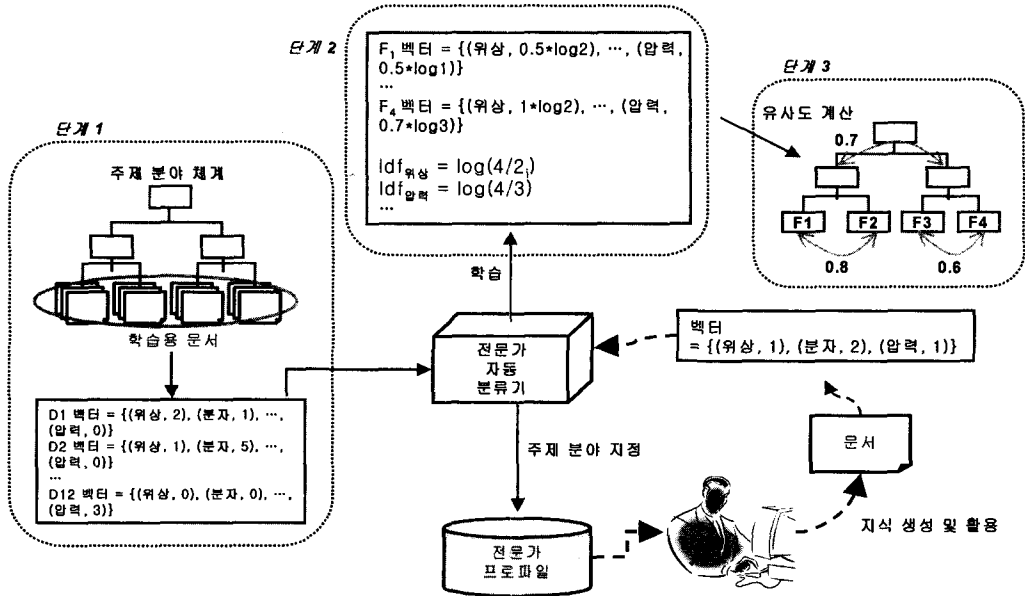 단계 1
주제 분야 체계
학습용 문서
D1 벡터 = {(위상, 2), (분자, 1), …,
(압력, 0)}
D2 벡터 = {(위상, 1), (분자, 5), …,
(압력, 0)}
…
D12 벡터 = {(위상, 0), (분자, 0), …,
(압력, 3)}
단계 2
F1 벡터 = {(위상, 0.5*log2), …, (압력,
0.5*log1)}
…
F4 벡터 = {(위상, 1*log2), …, (압력,
0.7*log3)}
Idf위상 = log(4/2)
Idf압력 = log(4/3)
…
단계 3
유사도 계산
0.7
F1
F2
F3
F4
0.8
0.6
학습
전문가
자동
분류기
벡터
= {(위상, 1), (분자, 2), (압력, 1)}
주제 분야 지정
문서
지식 생성 및 활용
전문가
프로파일